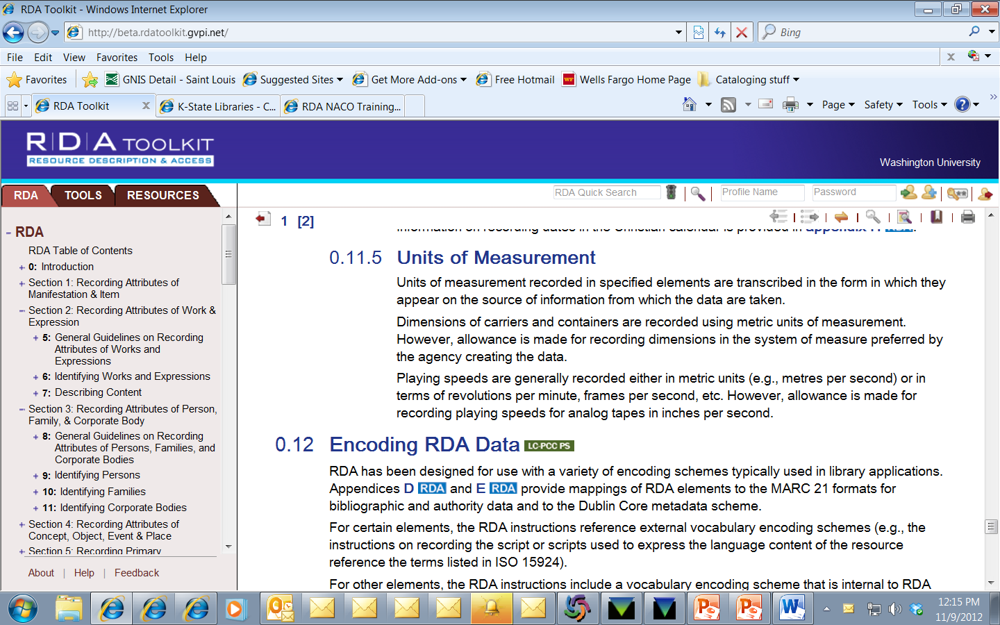 RDA Toolkit - Windows Internet Explorer
http://beta.rdatoolkit.gvpi.net/
Bing
File Edit View Favorites Tools Help
x
Favorites GNIS Detail - Saint Louis Suggested Sites Get More Add-ons Free Hotmail WF Wells Fargo Home Page Cataloging stuff
RDA Toolkit x K-State Libraries - C... RDA NACO Training... Page Safety Tools ? »
R|D|A TOOLKIT
RESOURCE DESCRIPTION & ACCESS
Washington University
RDA TOOLS RESOURCES
RDA Quick Search Profile Name Password
1 [2]
- RDA
RDA Table of Contents
+ 0: Introduction
+ Section 1: Recording Attributes of
Manifestation & Item
- Section 2: Recording Attributes of Work &
Expression
+ 5: General Guidelines on Recording
Attributes of Works and
Expressions
+ 6: Identifying Works and Expressions
+ 7: Describing Content
- Section 3: Recording Attributes of Person,
Family, & Corporate Body
+ 8: General Guidelines on Recording
Attributes of Persons, Families, and
Corporate Bodies
+ 9: Identifying Persons
+ 10: Identifying Families
+ 11: Identifying Corporate Bodies
+ Section 4: Recording Attributes of
Concept, Object, Event & Place
+ Section 5: Recording Primary
About | Help | Feedback
information on recording dates in the Christian calendar is provided in appendix H RDA.
0.11.5 Units of Measurement
Units of measurement recorded in specified elements are transcribed in the form in which they
appear on the source of information from which the data are taken.
Dimensions of carriers and containers are recorded using metric units of measurement.
However, allowance is made for recording dimensions in the system of measure preferred by
the agency creating the data.
Playing speeds are generally recorded either in metric units (e.g., metres per second) or in
terms of revolutions per minute, frames per second, etc. However, allowance is made for
recording playing speeds for analog tapes in inches per second.
0.12 Encoding RDA Data LC-PCC PS
RDA has been designed for use with a variety of encoding schemes typically used in library applications.
Appendices D RDA and E RDA provide mappings of RDA elements to the MARC 21 formats for
bibliographic and authority data and to the Dublin Core metadata scheme.
For certain elements, the RDA instructions reference external vocabulary encoding schemes (e.g., the
instructions on recording the script or scripts used to express the language content of the resource
reference the terms listed in ISO 15924).
For other elements, the RDA instructions include a vocabulary encoding scheme that is internal to RDA
12:15 PM
11/9/2012